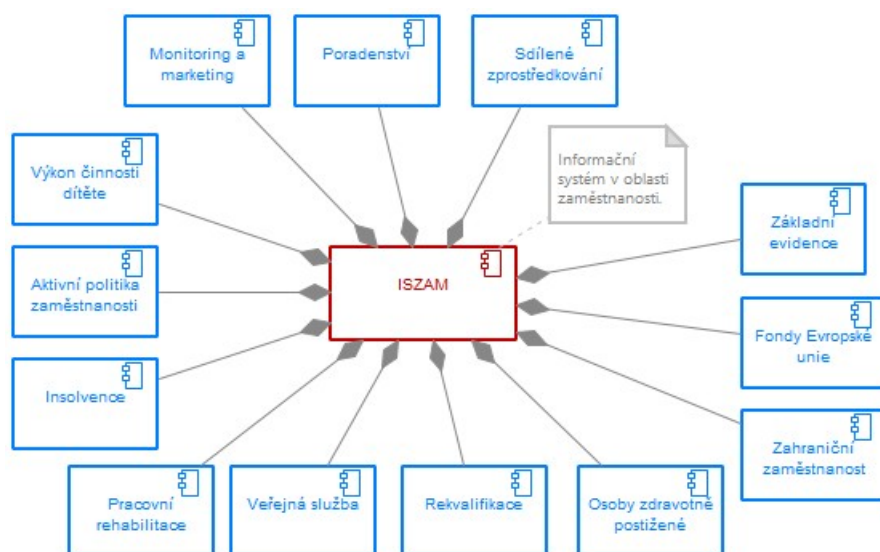 Monitoring a
marketing
Poradenství
Sdílené
zprostředkování
Informační
systém v oblasti
zaměstnanosti.
Výkon činnosti
dítěte
Základní
evidence
Aktivní politika
zaměstnanosti
ISZAM
Fondy Evropské
unie
Insolvence
Zahraniční
zaměstnanost
Pracovní
rehabilitace
Veřejná služba
Rekvalifikace
Osoby zdravotně
postižené